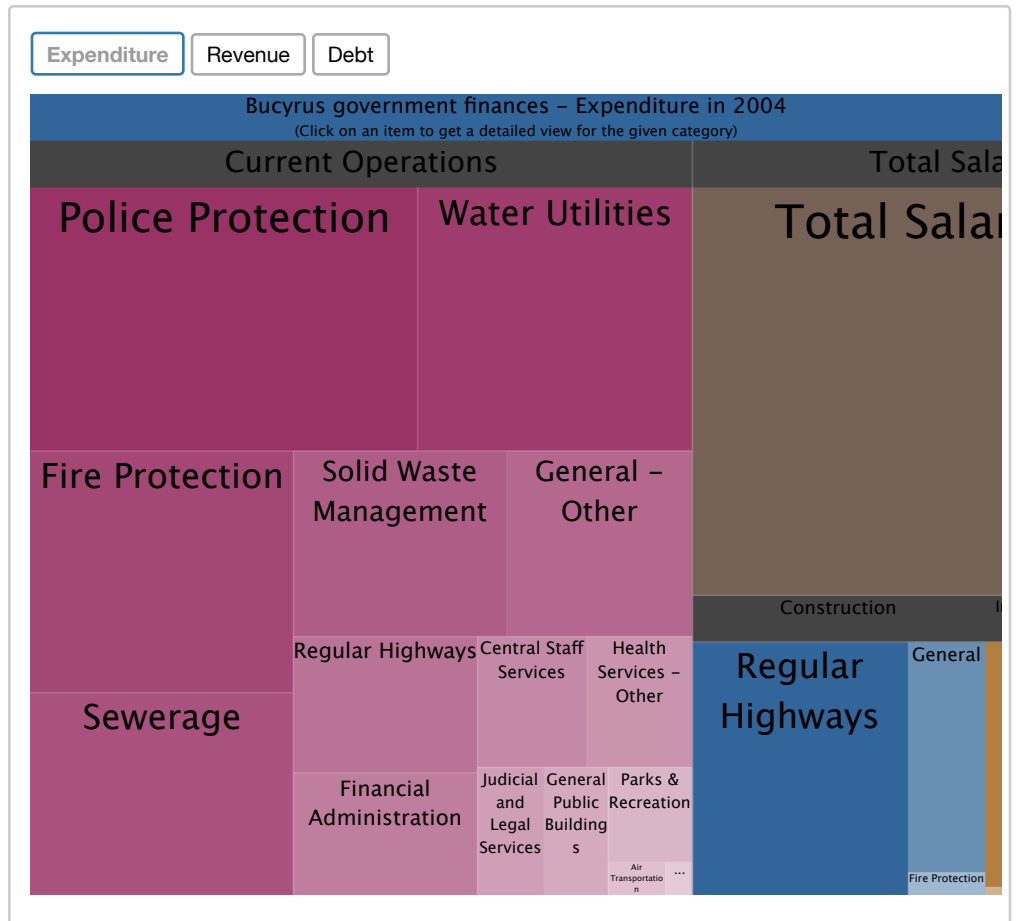 Expenditure
Revenue
Debt
Bucyrus government finances – Expenditure in 2004
(Click on an item to get a detailed view for the given category)
Current Operations
Total Sala
Police Protection
Water Utilities
Total Salar
Fire Protection
Solid Waste
Management
General –
Other
Construction
Regular Highways
Central Staff
Services
Health
Services –
Other
Regular
Highways
General
Sewerage
Financial
Administration
Judicial
and
Legal
Services
General
Public
Building
s
Parks &
Recreation
Air
Transportatio
n
...
Fire Protection